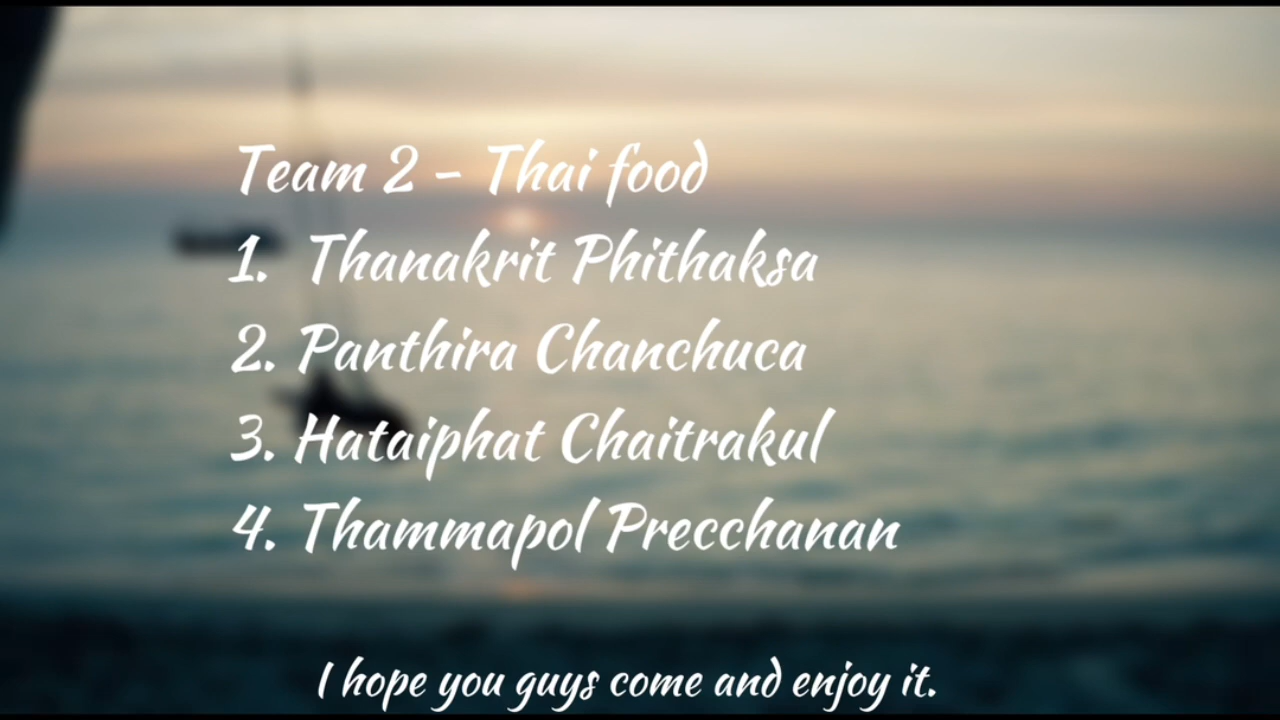 Team 2 - Thai food
1. Thanakrit Phithaksa
2. Panthira Chanchuca
3. Hataiphat Chaitrakul
4. Thammapol Precchanan
I hope you guys come and enjoy it.